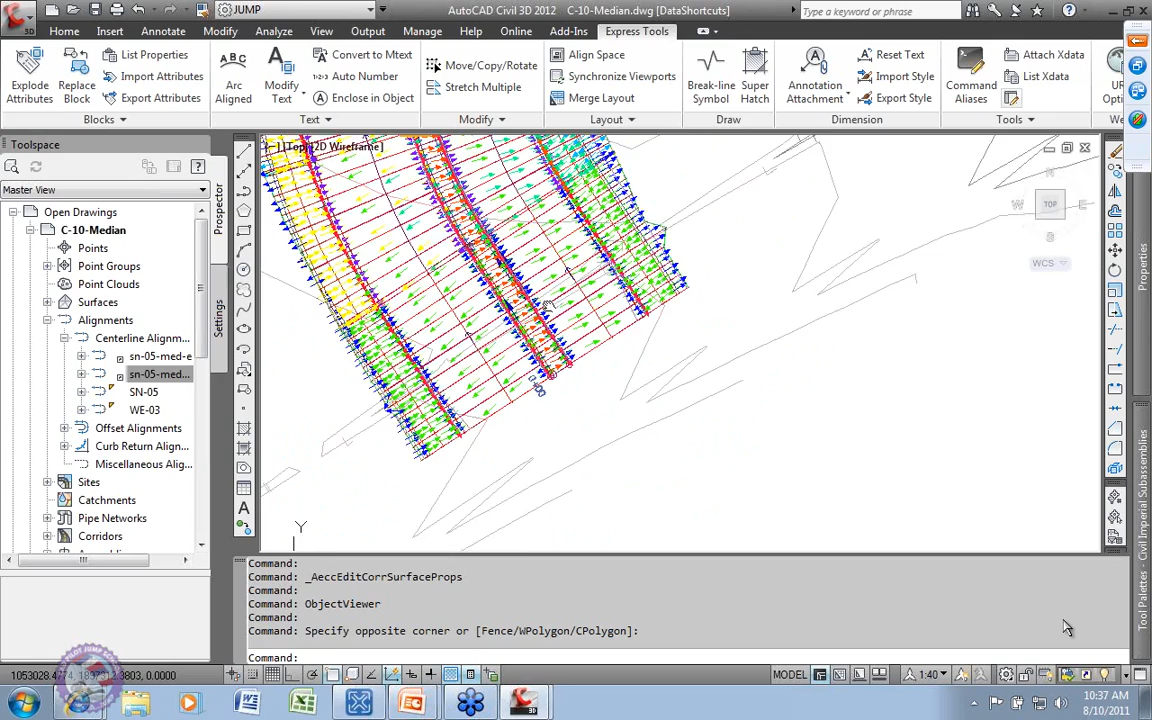 JUMP
AutoCAD Civil 3D 2012
C-10-Median.dwg [DataShortcuts]
Type a keyword or phrase
3D
Home
Insert
Annotate
Modify
Analyze
View
Output
Manage
Help
Online
Add-Ins
Express Tools
Explode Attributes
Replace Block
List Properties
Import Attributes
Export Attributes
Blocks
ABC
Arc Aligned
Modify Text
Convert to Mtext
Auto Number
Enclose in Object
Text
Move/Copy/Rotate
Stretch Multiple
Modify
Align Space
Synchronize Viewports
Merge Layout
Layout
Break-line Symbol
Super Hatch
Draw
Annotation Attachment
Reset Text
Import Style
Export Style
Dimension
Command Aliases
Attach Xdata
List Xdata
Tools
UR
Opti
We
Toolspace
Master View
Open Drawings
C-10-Median
Points
Point Groups
Point Clouds
Surfaces
Alignments
Centerline Alignm...
sn-05-med-e
sn-05-med...
SN-05
WE-03
Offset Alignments
Curb Return Align...
Miscellaneous Alig...
Sites
Catchments
Pipe Networks
Corridors
Prospector
Settings
[−][Top][2D Wireframe]
N
W
TOP
E
S
WCS
Y
Properties
Tool Palettes - Civil Imperial Subassemblies
Command:
Command: _AeccEditCorrSurfaceProps
Command:
Command: ObjectViewer
Command:
Command: Specify opposite corner or [Fence/WPolygon/CPolygon]:
Command:
MODEL
1:40
10:37 AM
8/10/2011